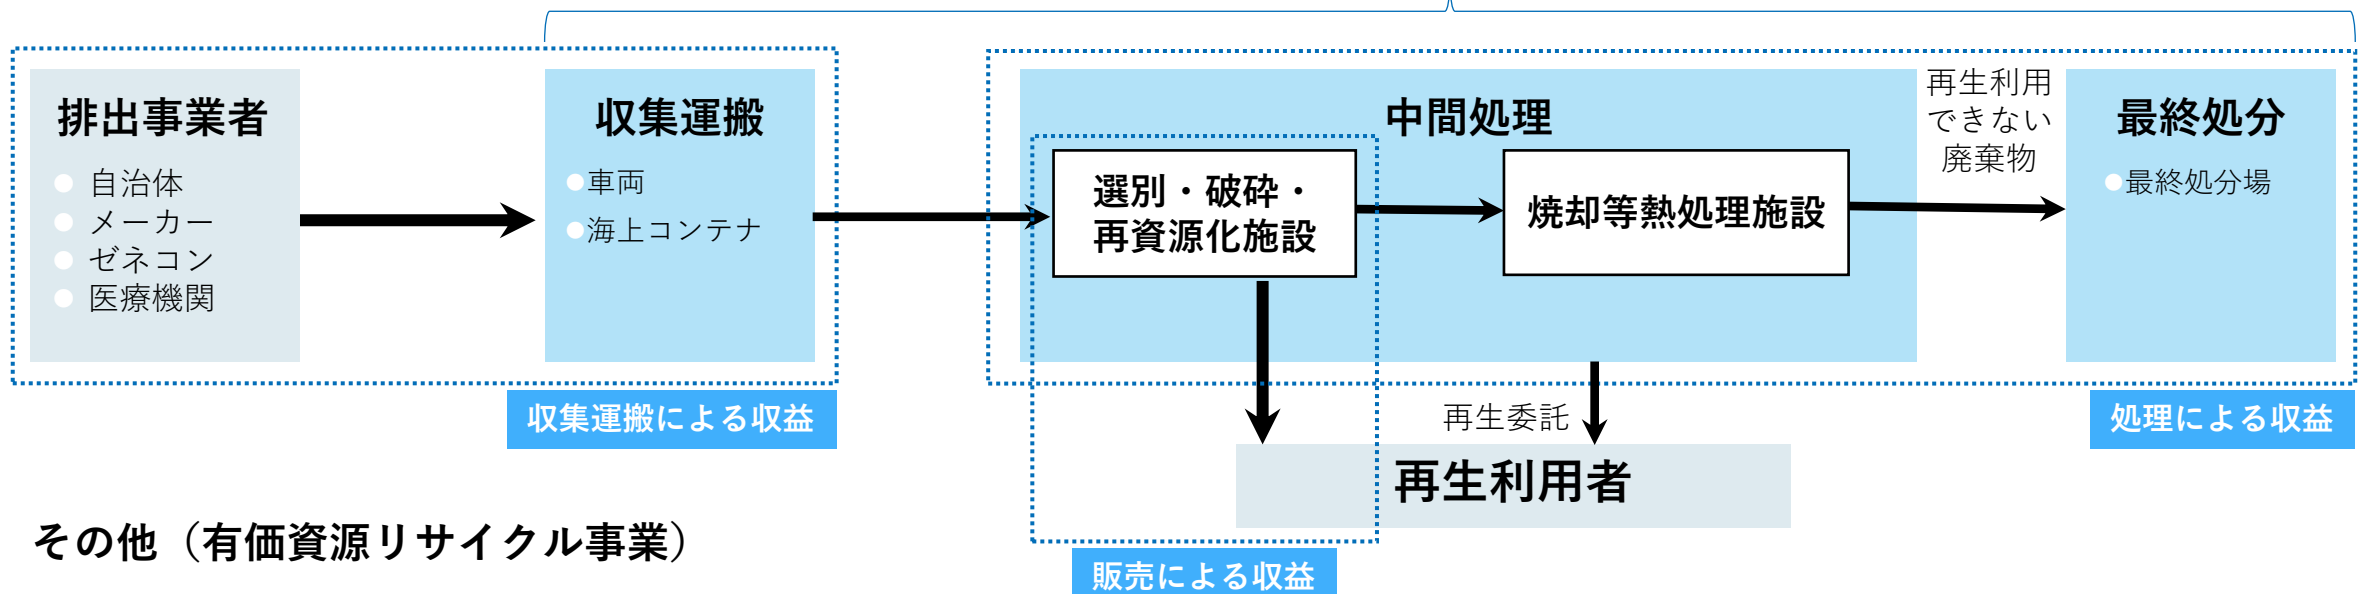 排出事業者
自治体
メーカー
ゼネコン
医療機関
収集運搬
車両
海上コンテナ
収集運搬による収益
中間処理
選別・破砕・
再資源化施設
焼却等熱処理施設
再生利用
できない
廃棄物
最終処分
最終処分場
処理による収益
再生委託
再生利用者
販売による収益
その他（有価資源リサイクル事業）